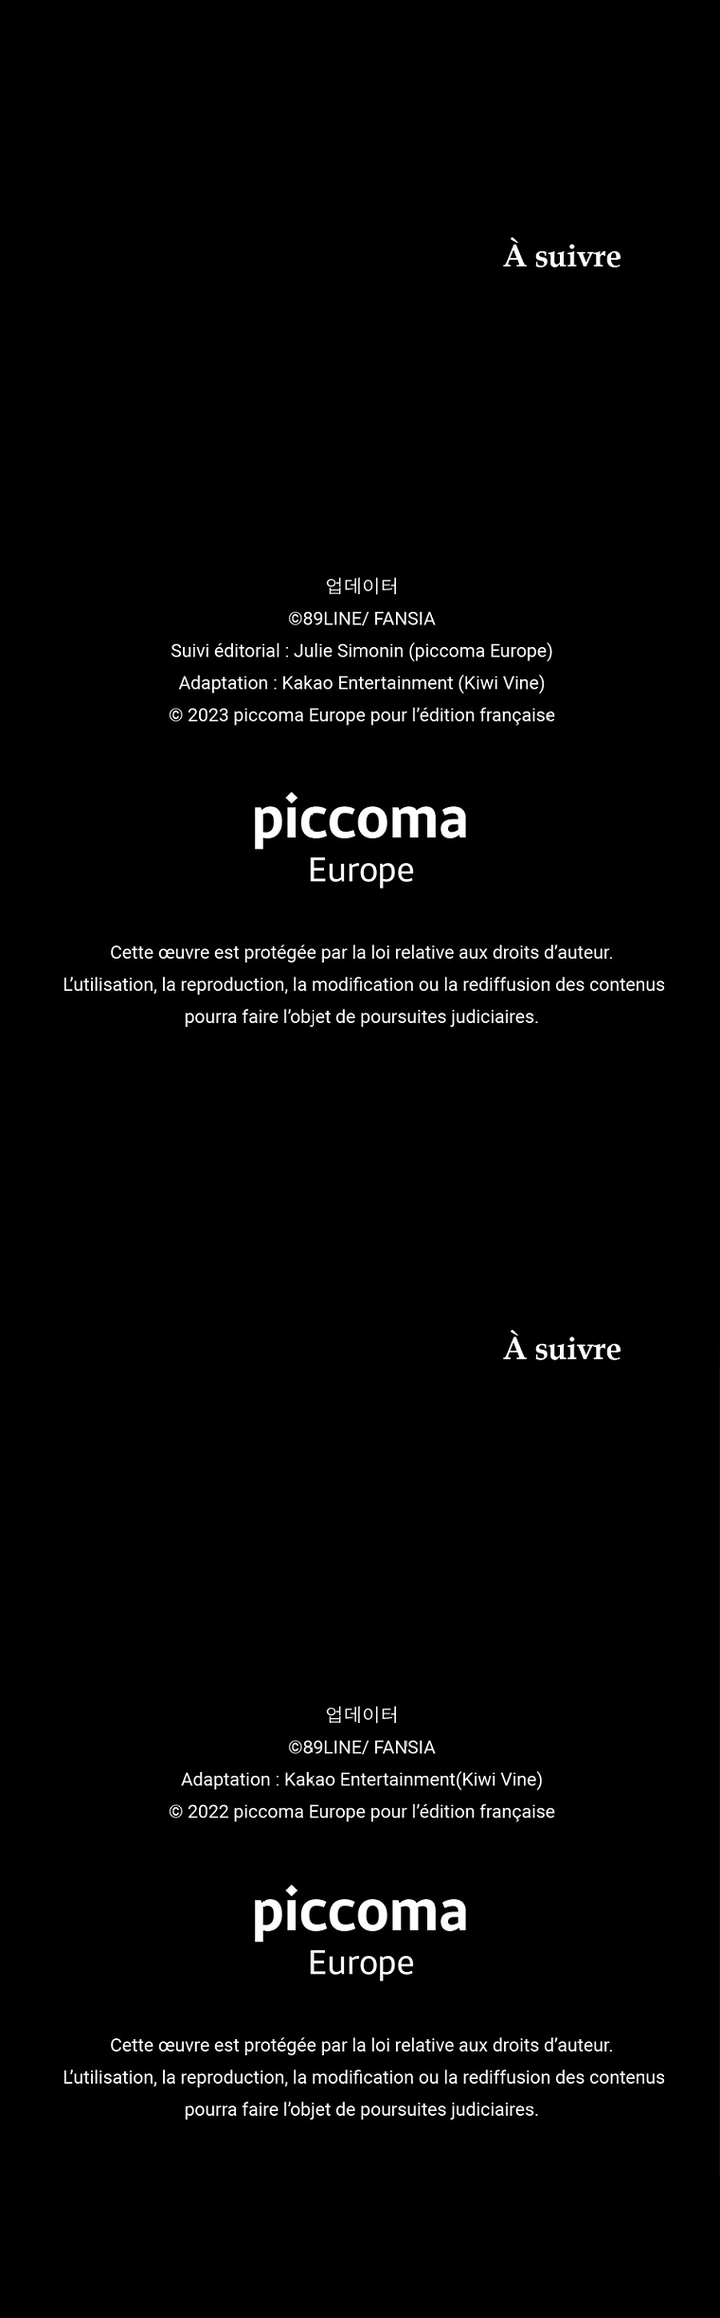 À suivre
업데이터
©89LINE/ FANSIA
Suivi éditorial : Julie Simonin (piccoma Europe)
Adaptation : Kakao Entertainment (Kiwi Vine)
© 2023 piccoma Europe pour l’édition française
piccoma
Europe
Cette œuvre est protégée par la loi relative aux droits d’auteur.
L’utilisation, la reproduction, la modification ou la rediffusion des contenus
pourra faire l’objet de poursuites judiciaires.
À suivre
업데이터
©89LINE/ FANSIA
Adaptation : Kakao Entertainment(Kiwi Vine)
© 2022 piccoma Europe pour l’édition française
piccoma
Europe
Cette œuvre est protégée par la loi relative aux droits d’auteur.
L’utilisation, la reproduction, la modification ou la rediffusion des contenus
pourra faire l’objet de poursuites judiciaires.